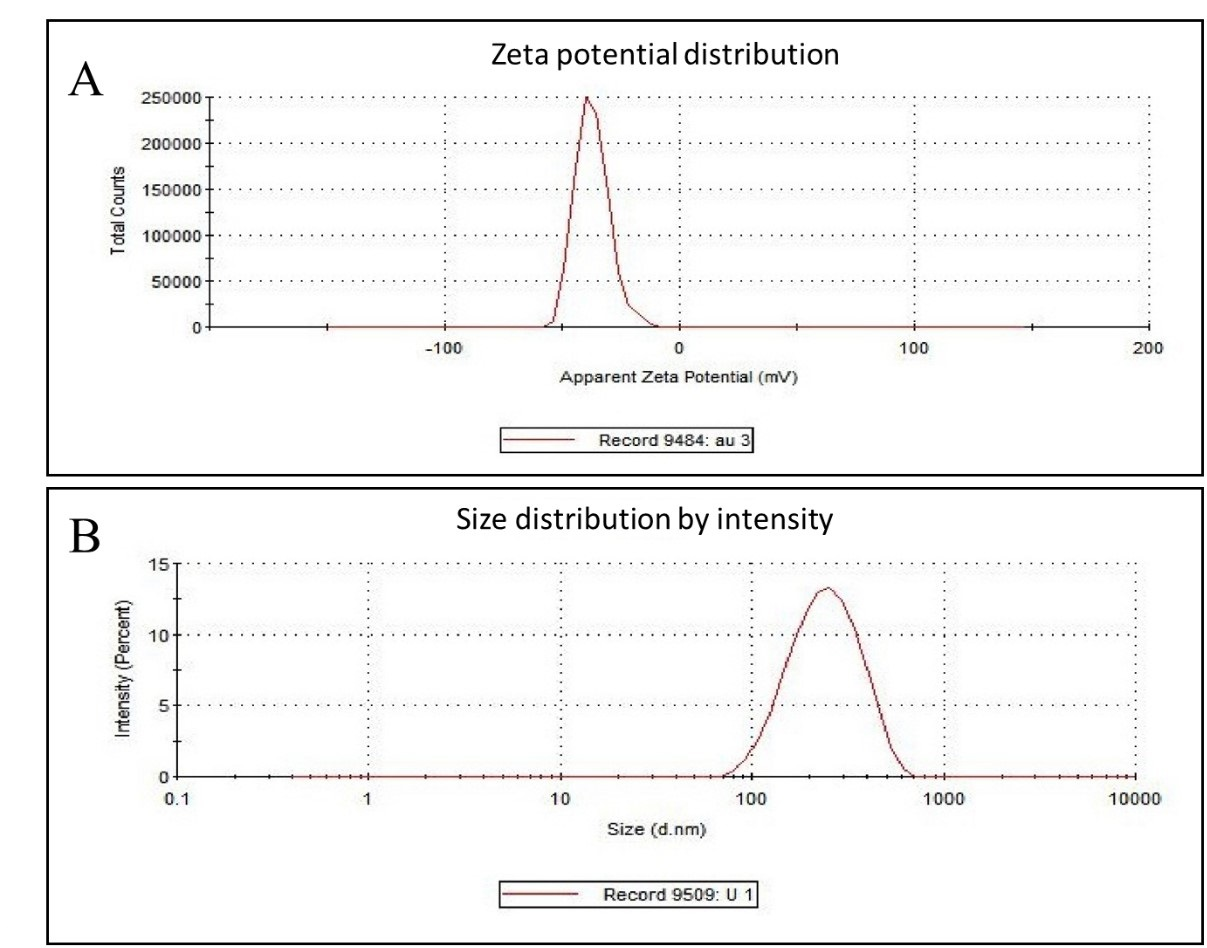 A
Zeta potential distribution
250000
200000
150000
100000
50000
0
Total Counts
-100 0 100 200
Apparent Zeta Potential (mV)
Record 9484: au 3
B
Size distribution by intensity
15
10
5
0
Intensity (Percent)
0.1 1 10 100 1000 10000
Size (d.nm)
Record 9509: U 1